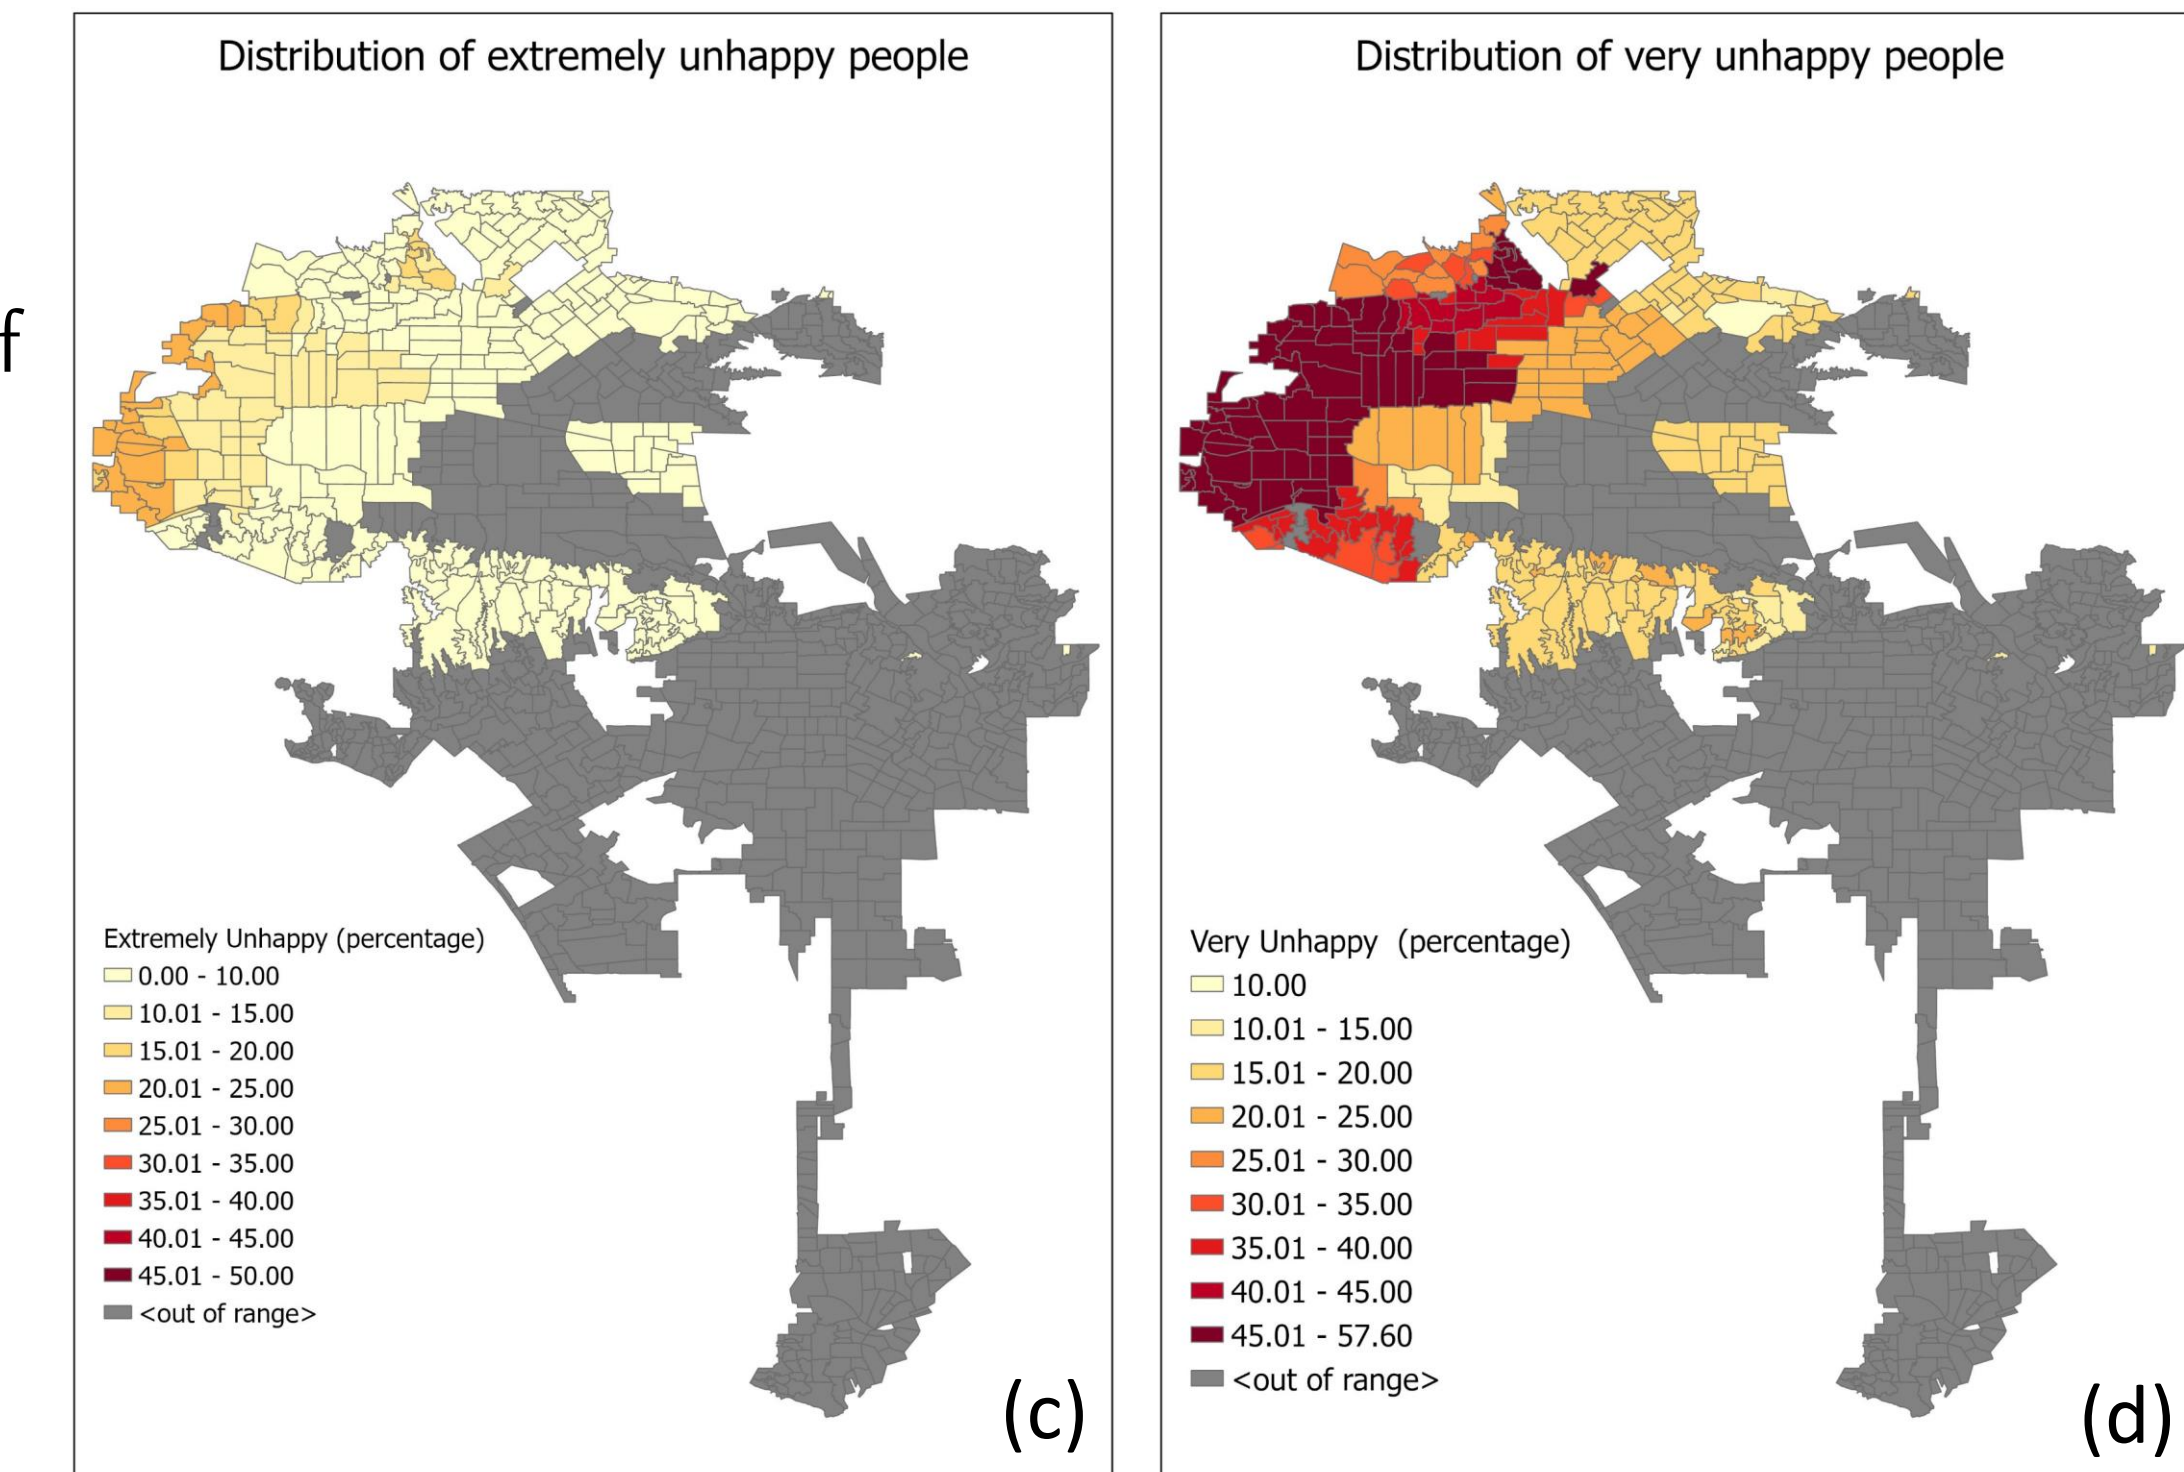 f
Distribution of extremely unhappy people
Extremely Unhappy (percentage)
0.00 - 10.00
10.01 - 15.00
15.01 - 20.00
20.01 - 25.00
25.01 - 30.00
30.01 - 35.00
35.01 - 40.00
40.01 - 45.00
45.01 - 50.00
<out of range>
(c)
Distribution of very unhappy people
Very Unhappy (percentage)
10.00
10.01 - 15.00
15.01 - 20.00
20.01 - 25.00
25.01 - 30.00
30.01 - 35.00
35.01 - 40.00
40.01 - 45.00
45.01 - 57.60
<out of range>
(d)